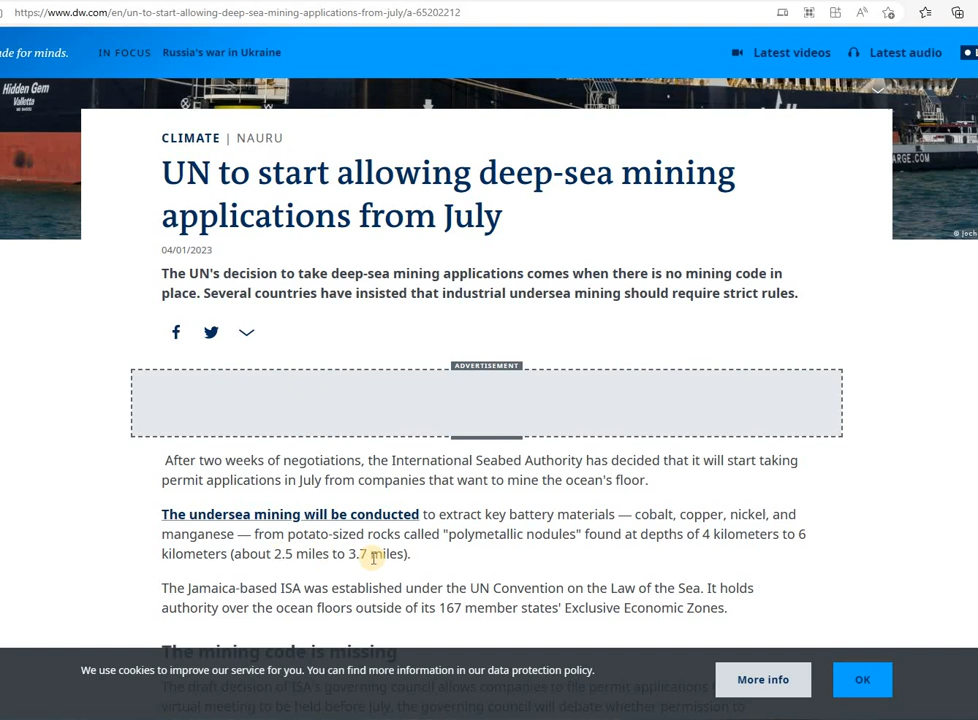 https://www.dw.com/en/un-to-start-allowing-deep-sea-mining-applications-from-july/a-65202212
de for minds.
IN FOCUS Russia's war in Ukraine
Latest videos
Latest audio
Hidden Gem
Valletta
ARGE.COM
CLIMATE | NAURU
UN to start allowing deep-sea mining
applications from July
04/01/2023
The UN's decision to take deep-sea mining applications comes when there is no mining code in
place. Several countries have insisted that industrial undersea mining should require strict rules.
ADVERTISEMENT
After two weeks of negotiations, the International Seabed Authority has decided that it will start taking
permit applications in July from companies that want to mine the ocean's floor.
The undersea mining will be conducted to extract key battery materials — cobalt, copper, nickel, and
manganese — from potato-sized rocks called "polymetallic nodules" found at depths of 4 kilometers to 6
kilometers (about 2.5 miles to 3.7 miles).
The Jamaica-based ISA was established under the UN Convention on the Law of the Sea. It holds
authority over the ocean floors outside of its 167 member states' Exclusive Economic Zones.
The mining code is missing
The draft decision of ISA's governing council allows companies to file permit applications
virtual meeting to be held before July, the governing council will debate whether permission to
We use cookies to improve our service for you. You can find more information in our data protection policy.
More info
OK